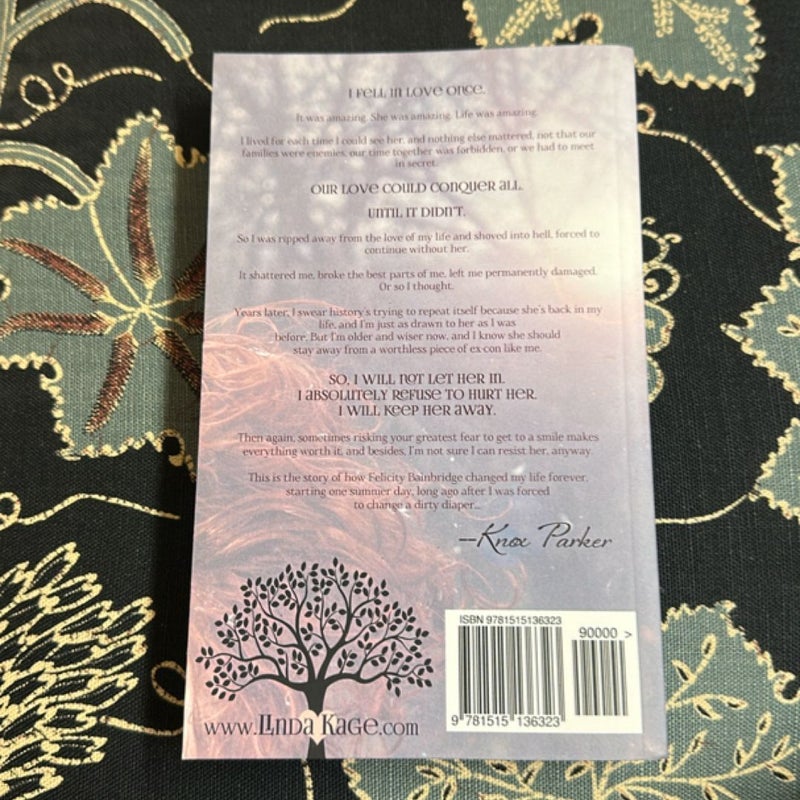 I FELL IN LOVE ONCE.
It was amazing. She was amazing. Life was amazing.
I lived for each time I could see her, and nothing else mattered, not that our
families were enemies, our time together was forbidden, or we had to meet
in secret.
OUR LOVE COULD CONQUER ALL.
UNTIL IT DIDN'T.
So I was ripped away from the love of my life and shoved into hell, forced to
continue without her.
It shattered me, broke the best parts of me, left me permanently damaged.
Or so I thought.
Years later, I swear history's trying to repeat itself because she's back in my
life, and I'm just as drawn to her as I was
before. But I'm older and wiser now, and I know she should
stay away from a worthless piece of ex-con like me.
SO, I WILL NOT LET HER IN.
I ABSOLUTELY REFUSE TO HURT HER.
I WILL KEEP HER AWAY.
Then again, sometimes risking your greatest fear to get to a smile makes
everything worth it, and besides, I'm not sure I can resist her, anyway.
This is the story of how Felicity Bainbridge changed my life forever,
starting one summer day, long ago after I was forced
to change a dirty diaper...
—Knox Parker
ISBN 9781515136323
90000 >
9 781515 136323
www.LINDA KAGE.com